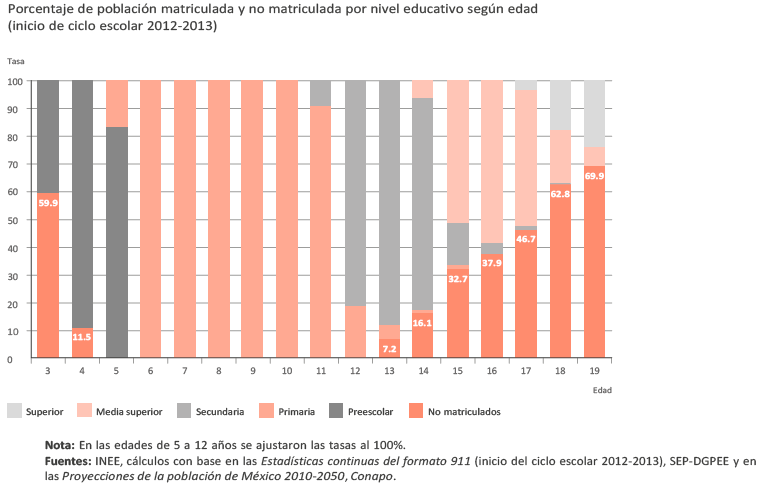 Porcentaje de población matriculada y no matriculada por nivel educativo según edad
(inicio de ciclo escolar 2012-2013)
Tasa
100
90
80
70
60
50
40
30
20
10
0
59.9
11.5
7.2
16.1
32.7
37.9
46.7
62.8
69.9
3 4 5 6 7 8 9 10 11 12 13 14 15 16 17 18 19
Edad
Superior Media superior Secundaria Primaria Preescolar No matriculados
Nota: En las edades de 5 a 12 años se ajustaron las tasas al 100%.
Fuentes: INEE, cálculos con base en las Estadísticas continuas del formato 911 (inicio del ciclo escolar 2012-2013), SEP-DGPEE y en
las Proyecciones de la población de México 2010-2050, Conapo.